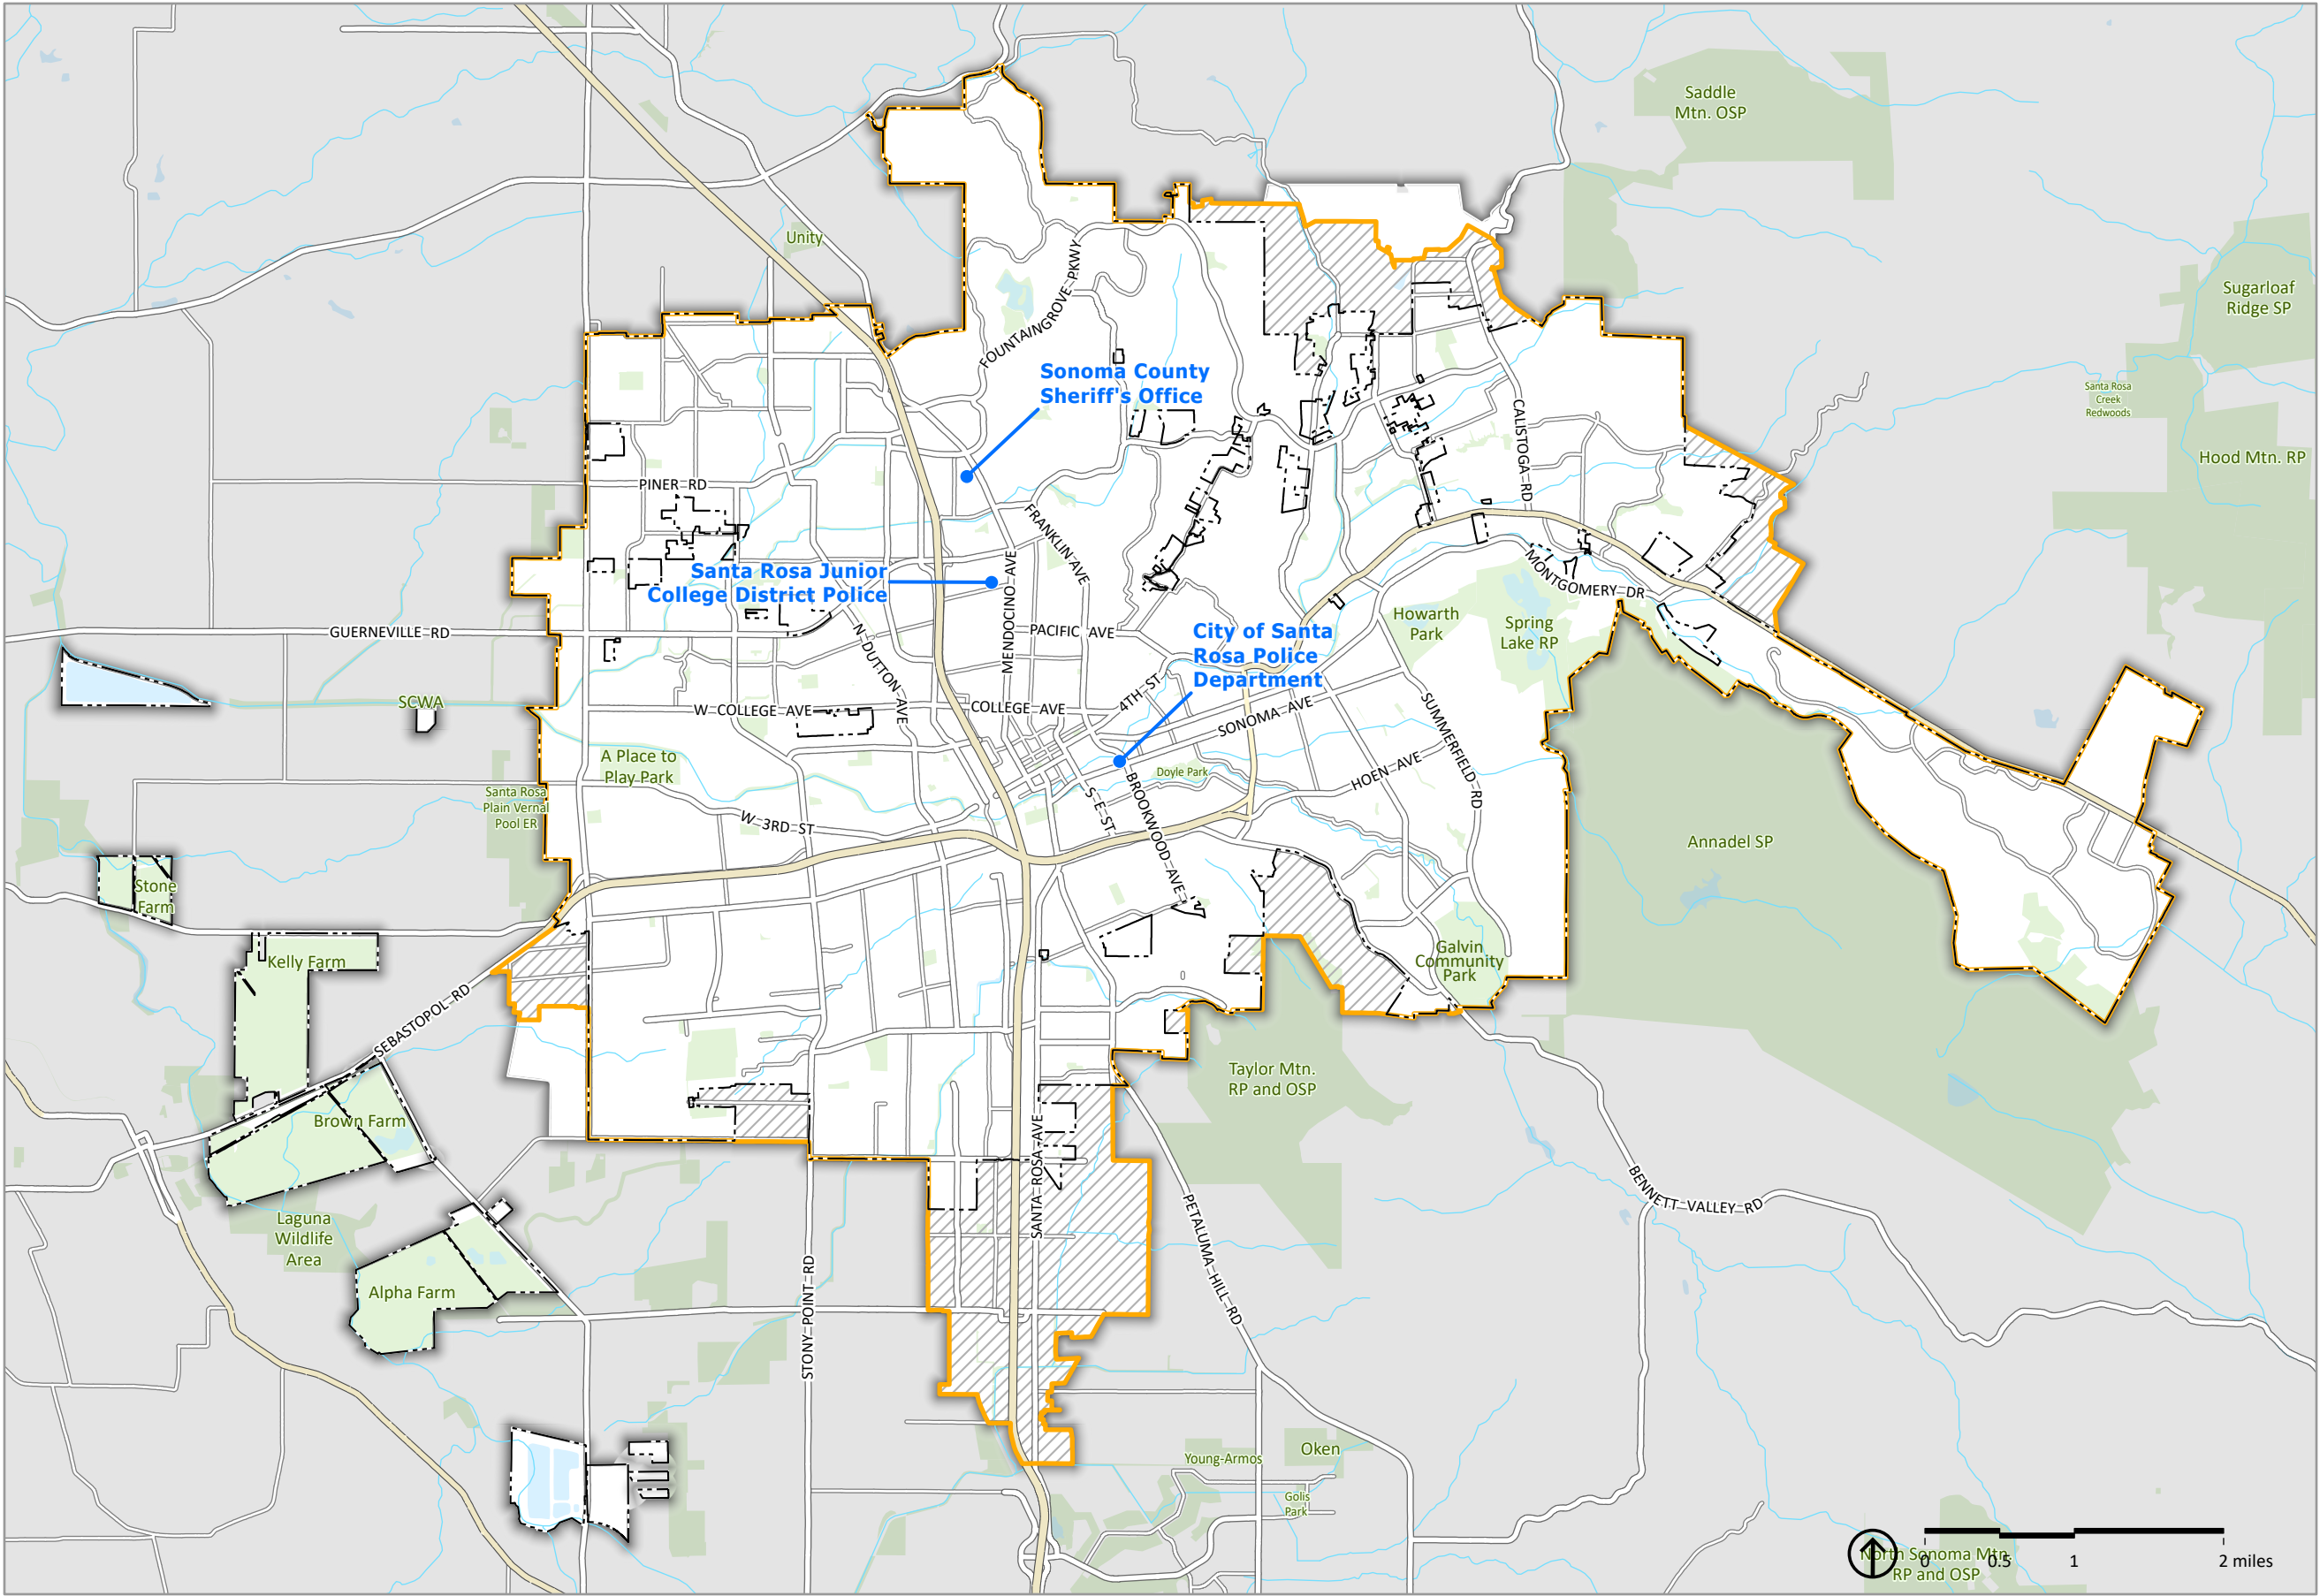 Saddle
Mtn. OSP
Unity
Sugarloaf
Ridge SP
FOUNTAINGROVE PKWY
Sonoma County
Sheriff's Office
Santa Rosa
Creek
Redwoods
CALISTOGA RD
Hood Mtn. RP
PINER RD
FRANKLIN AVE
MENDOCINO AVE
Santa Rosa Junior
College District Police
MONTGOMERY DR
Howarth
Park
Spring
Lake RP
GUERNEVILLE RD
N DUTTON AVE
PACIFIC AVE
City of Santa
Rosa Police
Department
SCWA
W COLLEGE AVE
COLLEGE AVE
4TH ST
SONOMA AVE
SUMMERFIELD RD
A Place to
Play Park
Doyle Park
HOEN AVE
Santa Rosa
Plain Vernal
Pool ER
W 3RD ST
S E ST
BROOKWOOD AVE
Annadel SP
Stone
Farm
Kelly Farm
Galvin
Community
Park
SEBASTOPOL RD
Taylor Mtn.
RP and OSP
Brown Farm
SANTA ROSA AVE
Laguna
Wildlife
Area
BENNETT VALLEY RD
PETALUMA HILL RD
Alpha Farm
STONY POINT RD
Young-Armos
Oken
Golis
Park
North Sonoma Mtn.
RP and OSP
0 0.5 1 2 miles